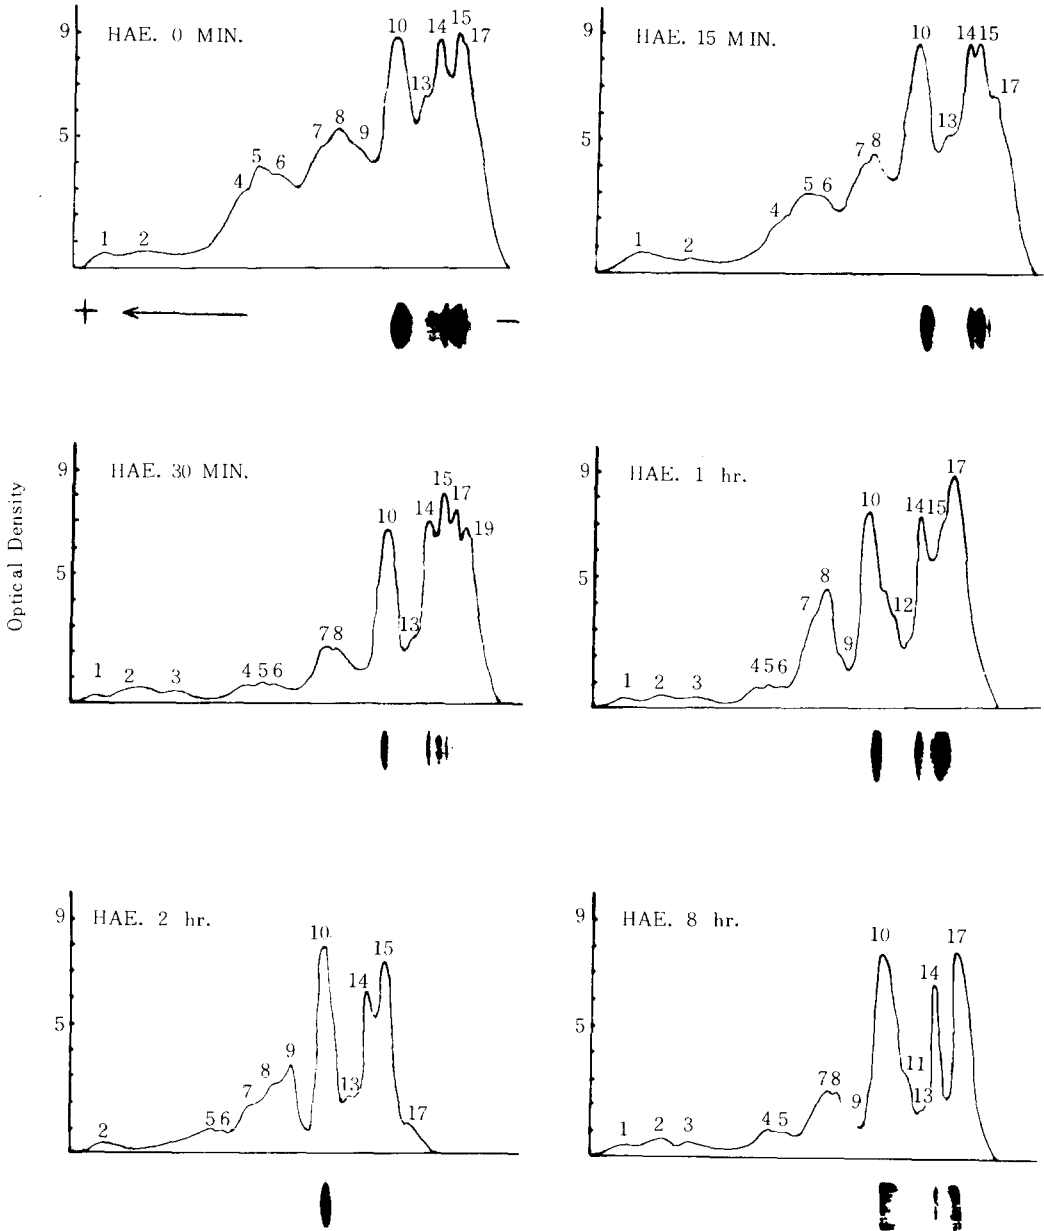 HAE. 0 MIN.
9
5
1 2 4 5 6 7 8 9 10 13 14 15 17
+ −
HAE. 15 MIN.
9
5
1 2 4 5 6 7 8 10 13 14 15 17
Optical Density
HAE. 30 MIN.
9
5
1 2 3 4 5 6 7 8 10 13 14 15 17 19
HAE. 1 hr.
9
5
1 2 3 4 5 6 7 8 9 10 12 14 15 17
HAE. 2 hr.
9
5
2 5 6 7 8 9 10 13 14 15 17
HAE. 8 hr.
9
5
1 2 3 4 5 7 8 9 10 11 13 14 17